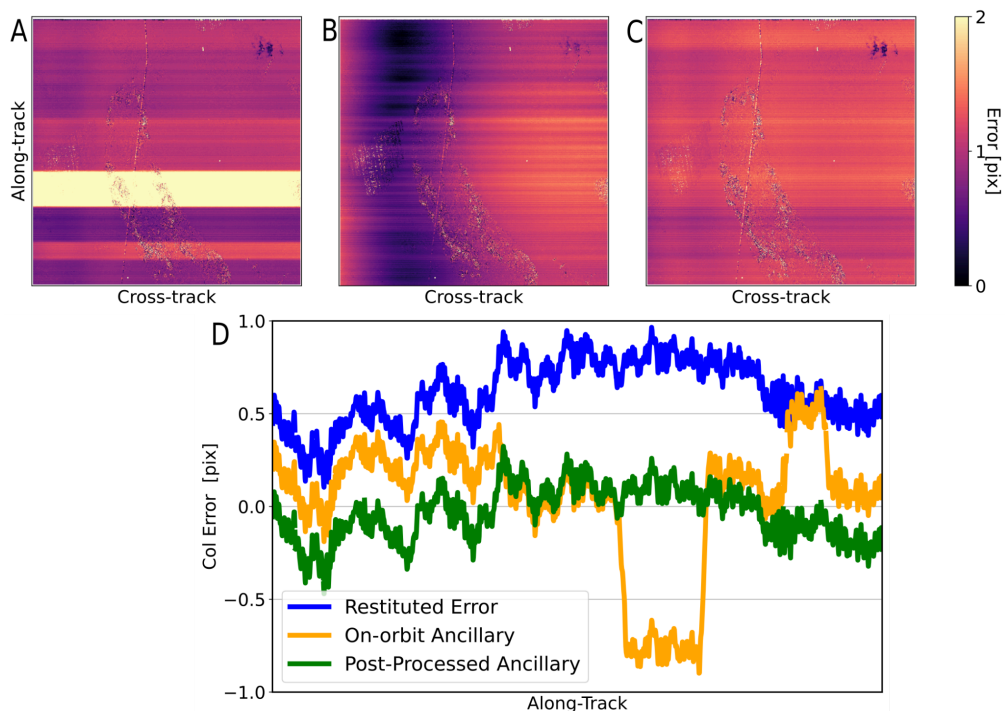 A
B
C
Along-track
Cross-track
Cross-track
Cross-track
2
1
0
Error [pix]
D
1.0
0.5
0.0
−0.5
−1.0
Col Error [pix]
Restituted Error
On-orbit Ancillary
Post-Processed Ancillary
Along-Track